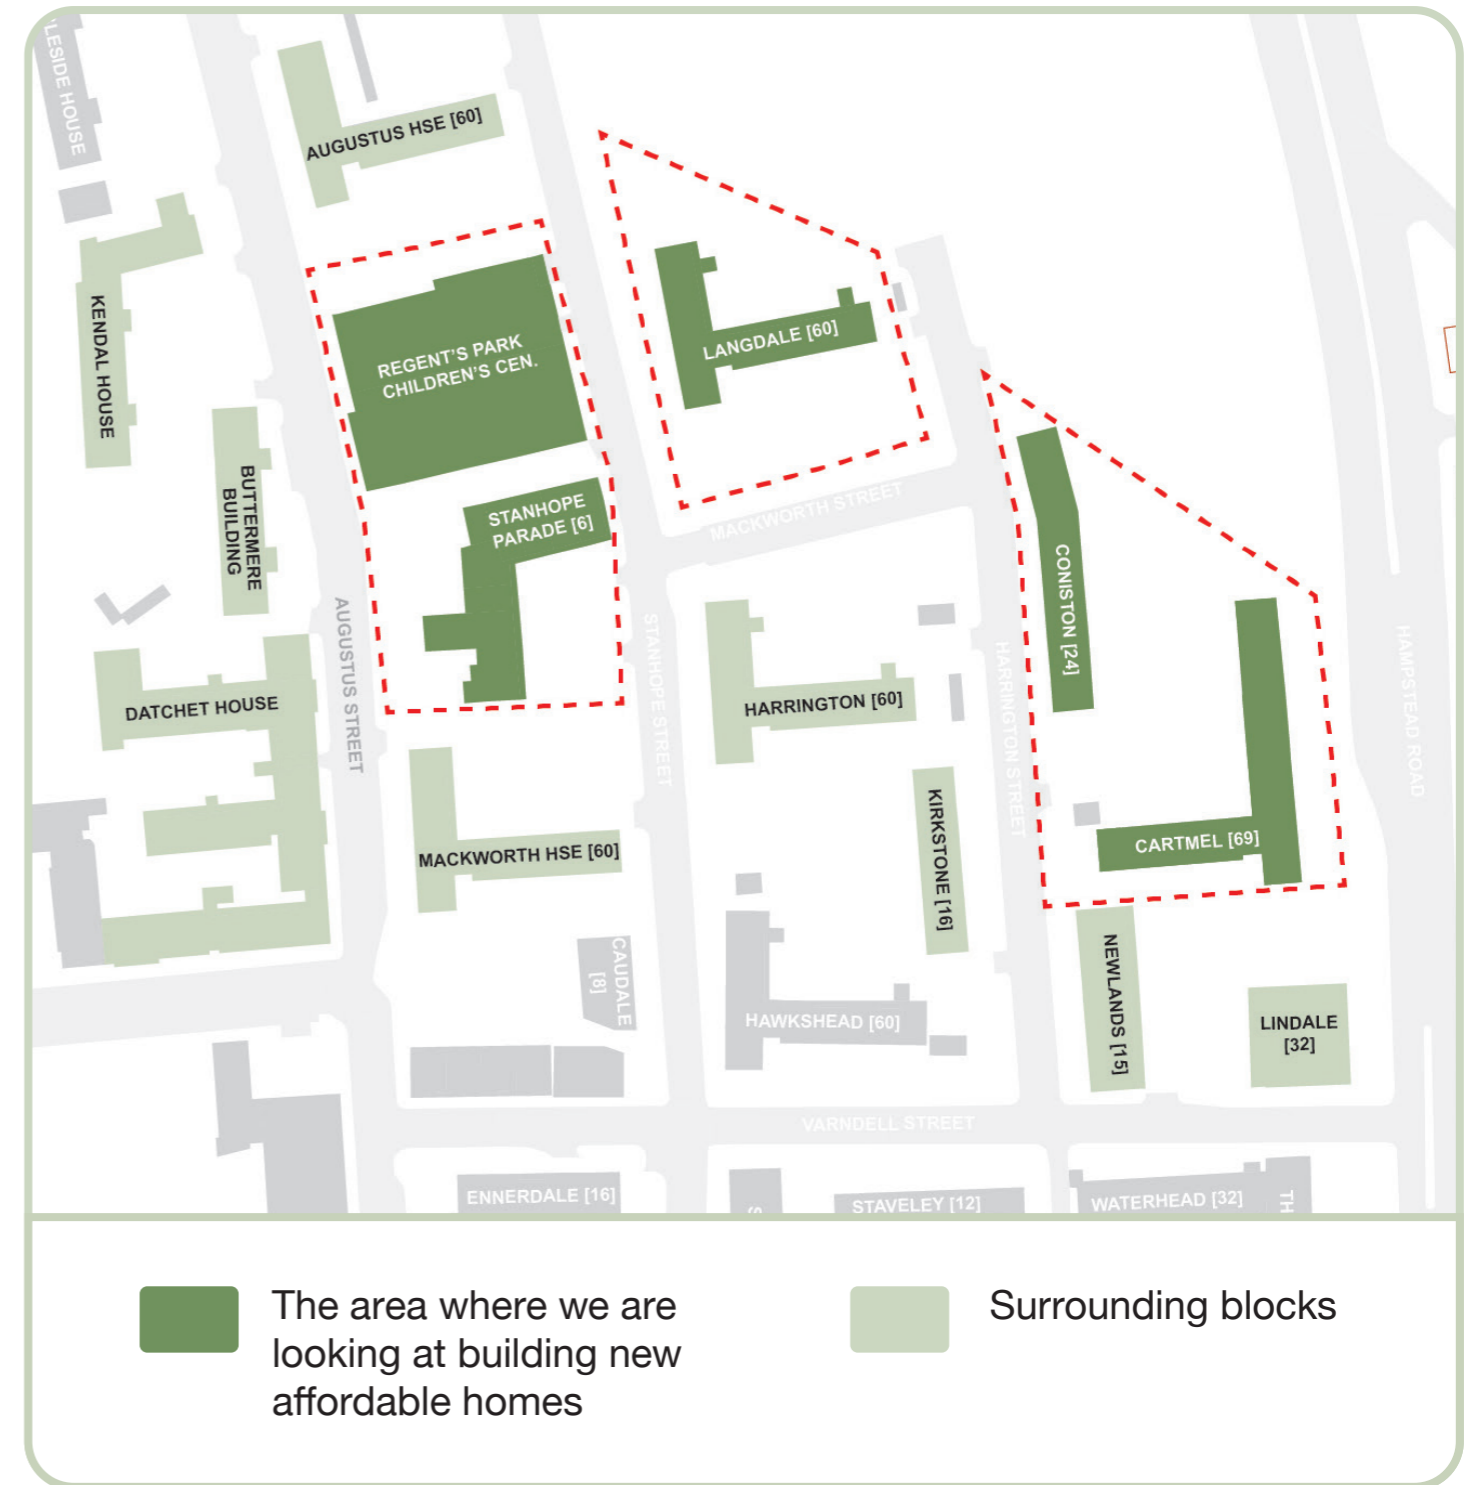 LESIDE HOUSE
AUGUSTUS HSE [60]
KENDAL HOUSE
REGENT'S PARK
CHILDREN'S CEN.
LANGDALE [60]
BUTTERMERE
BUILDING
STANHOPE
PARADE [6]
MACKWORTH STREET
CONISTON [24]
AUGUSTUS STREET
STANHOPE STREET
HARRINGTON STREET
HAMPSTEAD ROAD
DATCHET HOUSE
HARRINGTON [60]
MACKWORTH HSE [60]
KIRKSTONE [16]
CARTMEL [69]
CAUDALE
[8]
HAWKSHEAD [60]
NEWLANDS [15]
LINDALE
[32]
VARNDELL STREET
ENNERDALE [16]
S
STAVELEY [12]
WATERHEAD [32]
TH
The area where we are
looking at building new
affordable homes
Surrounding blocks